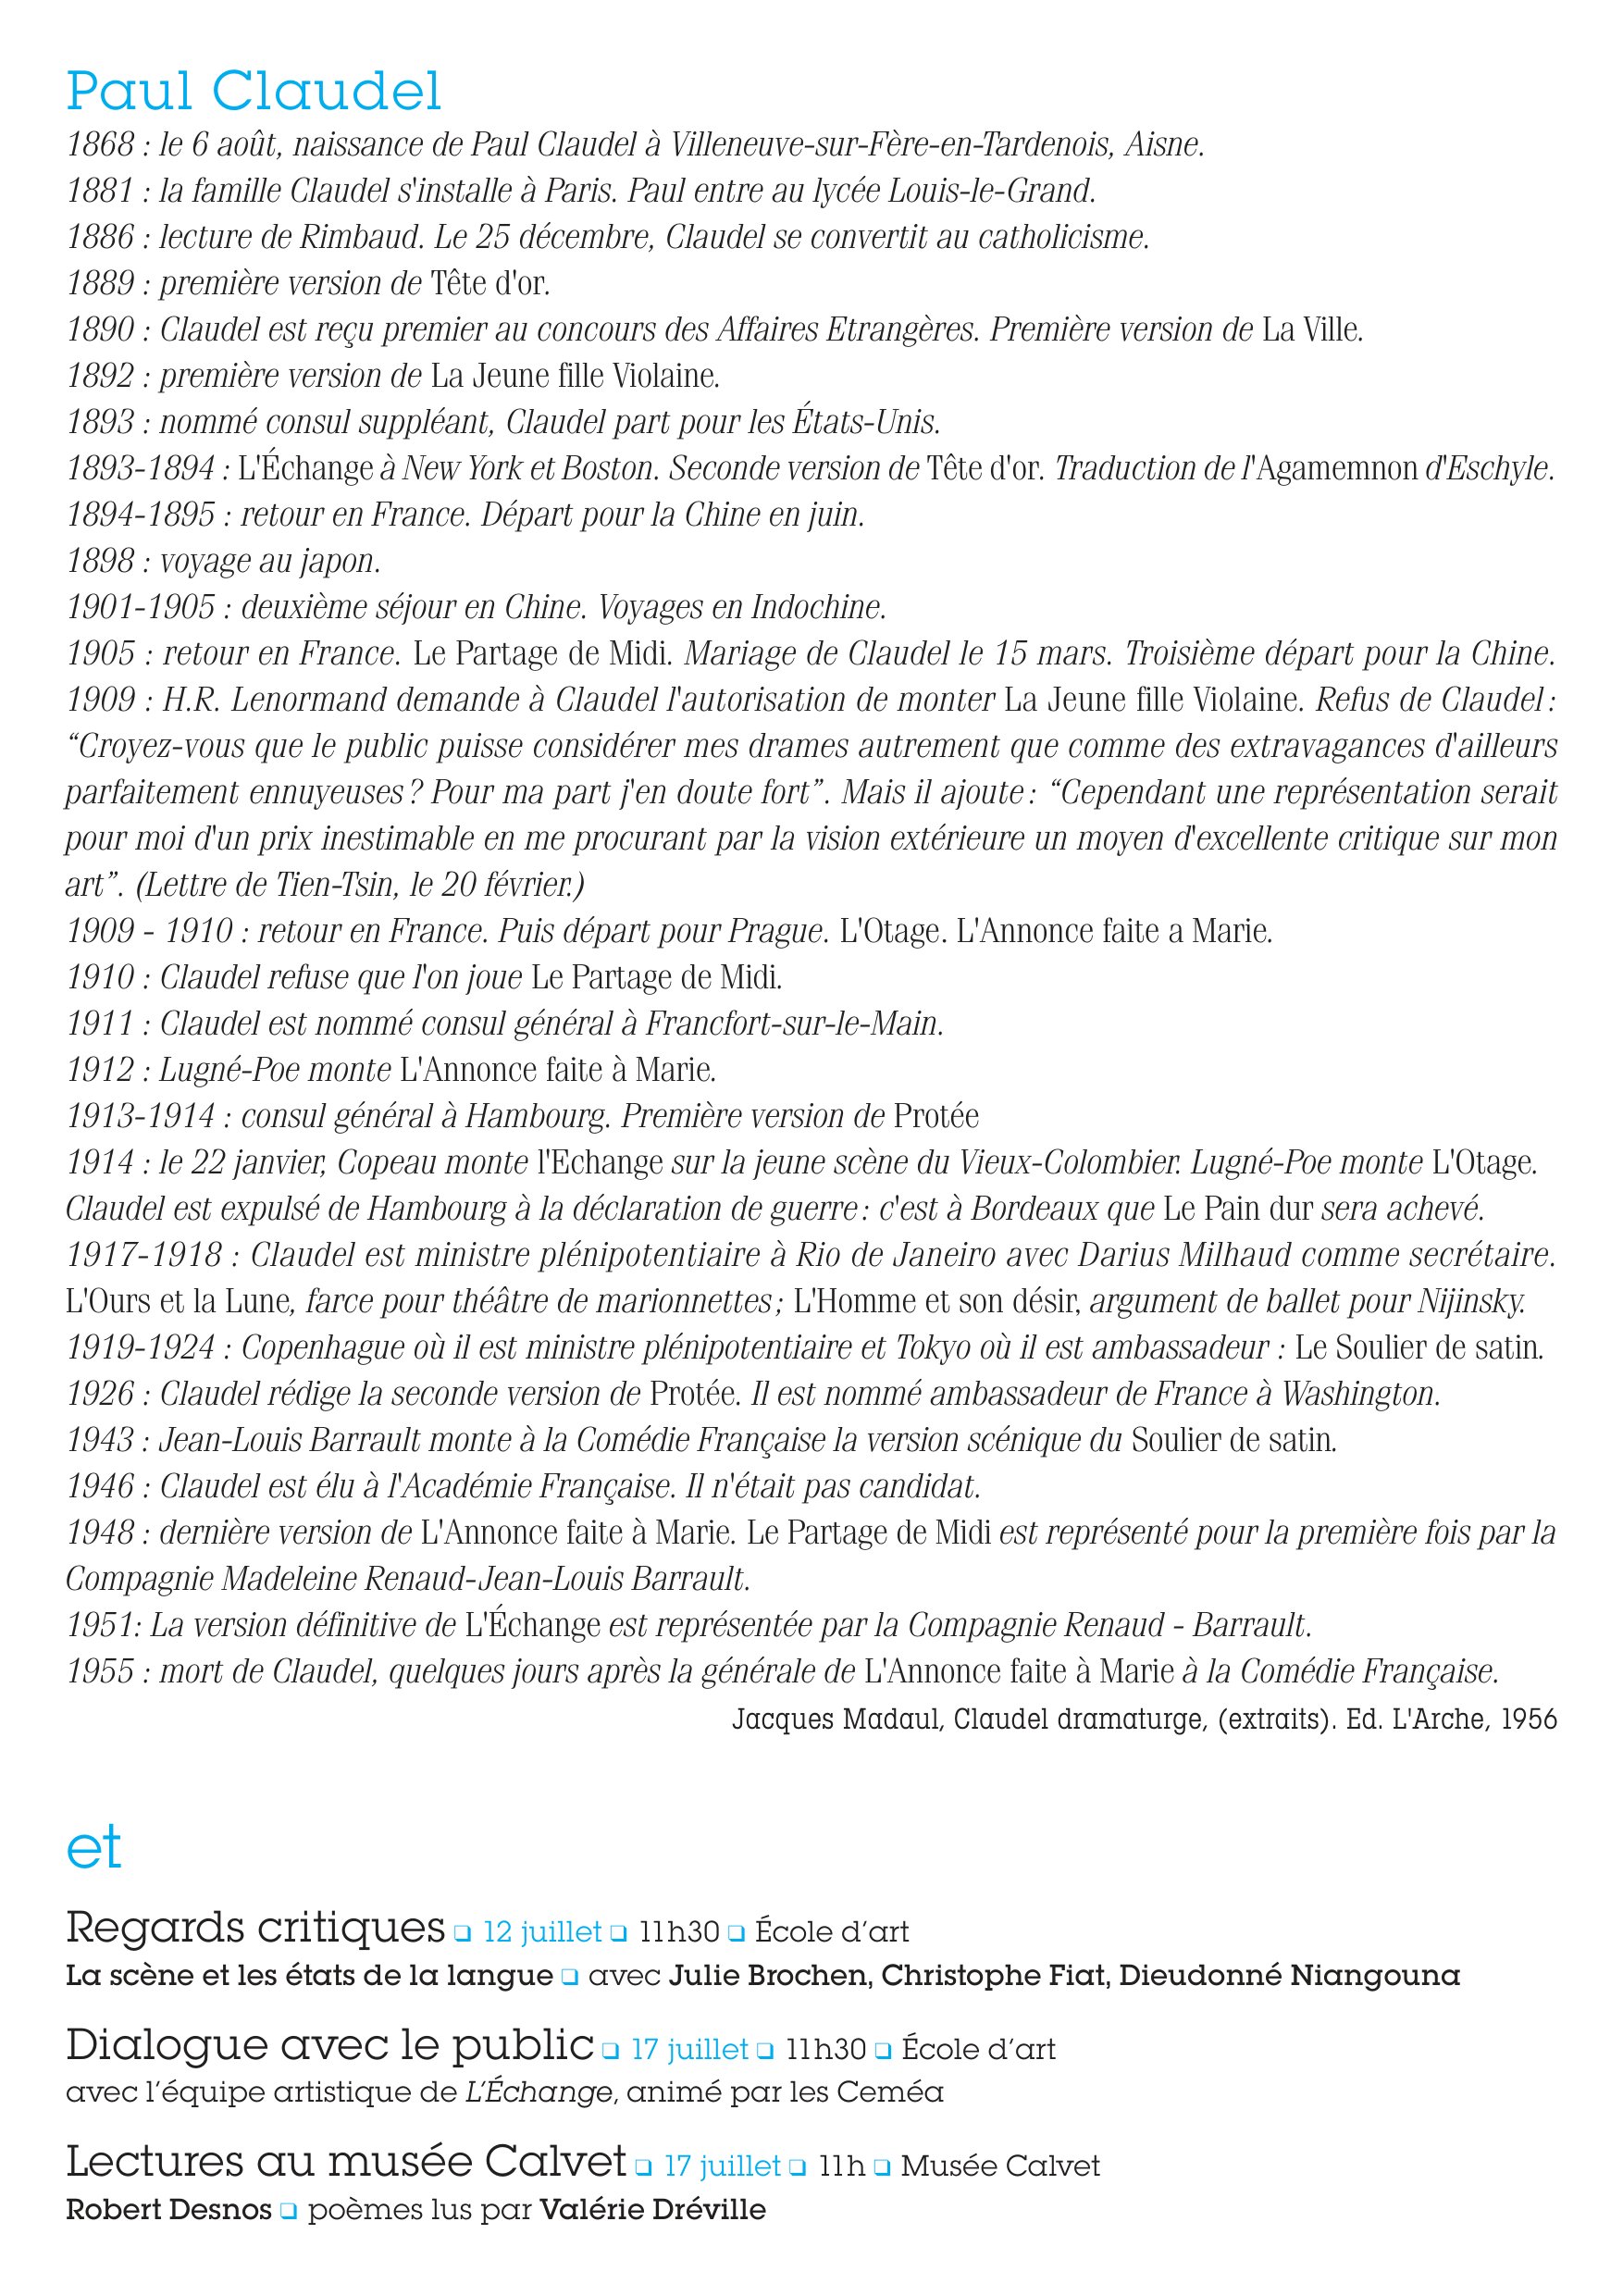 Paul Claudel
1868 : le 6 août, naissance de Paul Claudel à Villeneuve-sur-Fère-en-Tardenois, Aisne.
1881 : la famille Claudel s'installe à Paris. Paul entre au lycée Louis-le-Grand.
1886 : lecture de Rimbaud. Le 25 décembre, Claudel se convertit au catholicisme.
1889 : première version de Tête d'or.
1890 : Claudel est reçu premier au concours des Affaires Etrangères. Première version de La Ville.
1892 : première version de La Jeune fille Violaine.
1893 : nommé consul suppléant, Claudel part pour les États-Unis.
1893-1894 : L'Échange à New York et Boston. Seconde version de Tête d'or. Traduction de l'Agamemnon d'Eschyle.
1894-1895 : retour en France. Départ pour la Chine en juin.
1898 : voyage au japon.
1901-1905 : deuxième séjour en Chine. Voyages en Indochine.
1905 : retour en France. Le Partage de Midi. Mariage de Claudel le 15 mars. Troisième départ pour la Chine.
1909 : H.R. Lenormand demande à Claudel l'autorisation de monter La Jeune fille Violaine. Refus de Claudel :
“Croyez-vous que le public puisse considérer mes drames autrement que comme des extravagances d'ailleurs
parfaitement ennuyeuses ? Pour ma part j'en doute fort”. Mais il ajoute : “Cependant une représentation serait
pour moi d'un prix inestimable en me procurant par la vision extérieure un moyen d'excellente critique sur mon
art”. (Lettre de Tien-Tsin, le 20 février.)
1909 - 1910 : retour en France. Puis départ pour Prague. L'Otage. L'Annonce faite a Marie.
1910 : Claudel refuse que l'on joue Le Partage de Midi.
1911 : Claudel est nommé consul général à Francfort-sur-le-Main.
1912 : Lugné-Poe monte L'Annonce faite à Marie.
1913-1914 : consul général à Hambourg. Première version de Protée
1914 : le 22 janvier, Copeau monte l'Echange sur la jeune scène du Vieux-Colombier. Lugné-Poe monte L'Otage.
Claudel est expulsé de Hambourg à la déclaration de guerre : c'est à Bordeaux que Le Pain dur sera achevé.
1917-1918 : Claudel est ministre plénipotentiaire à Rio de Janeiro avec Darius Milhaud comme secrétaire.
L'Ours et la Lune, farce pour théâtre de marionnettes ; L'Homme et son désir, argument de ballet pour Nijinsky.
1919-1924 : Copenhague où il est ministre plénipotentiaire et Tokyo où il est ambassadeur : Le Soulier de satin.
1926 : Claudel rédige la seconde version de Protée. Il est nommé ambassadeur de France à Washington.
1943 : Jean-Louis Barrault monte à la Comédie Française la version scénique du Soulier de satin.
1946 : Claudel est élu à l'Académie Française. Il n'était pas candidat.
1948 : dernière version de L'Annonce faite à Marie. Le Partage de Midi est représenté pour la première fois par la
Compagnie Madeleine Renaud-Jean-Louis Barrault.
1951: La version définitive de L'Échange est représentée par la Compagnie Renaud - Barrault.
1955 : mort de Claudel, quelques jours après la générale de L'Annonce faite à Marie à la Comédie Française.
Jacques Madaul, Claudel dramaturge, (extraits). Ed. L'Arche, 1956
et
Regards critiques ❑ 12 juillet ❑ 11h30 ❑ École d’art
La scène et les états de la langue ❑ avec Julie Brochen, Christophe Fiat, Dieudonné Niangouna
Dialogue avec le public ❑ 17 juillet ❑ 11h30 ❑ École d’art
avec l’équipe artistique de L’Échange, animé par les Ceméa
Lectures au musée Calvet ❑ 17 juillet ❑ 11h ❑ Musée Calvet
Robert Desnos ❑ poèmes lus par Valérie Dréville